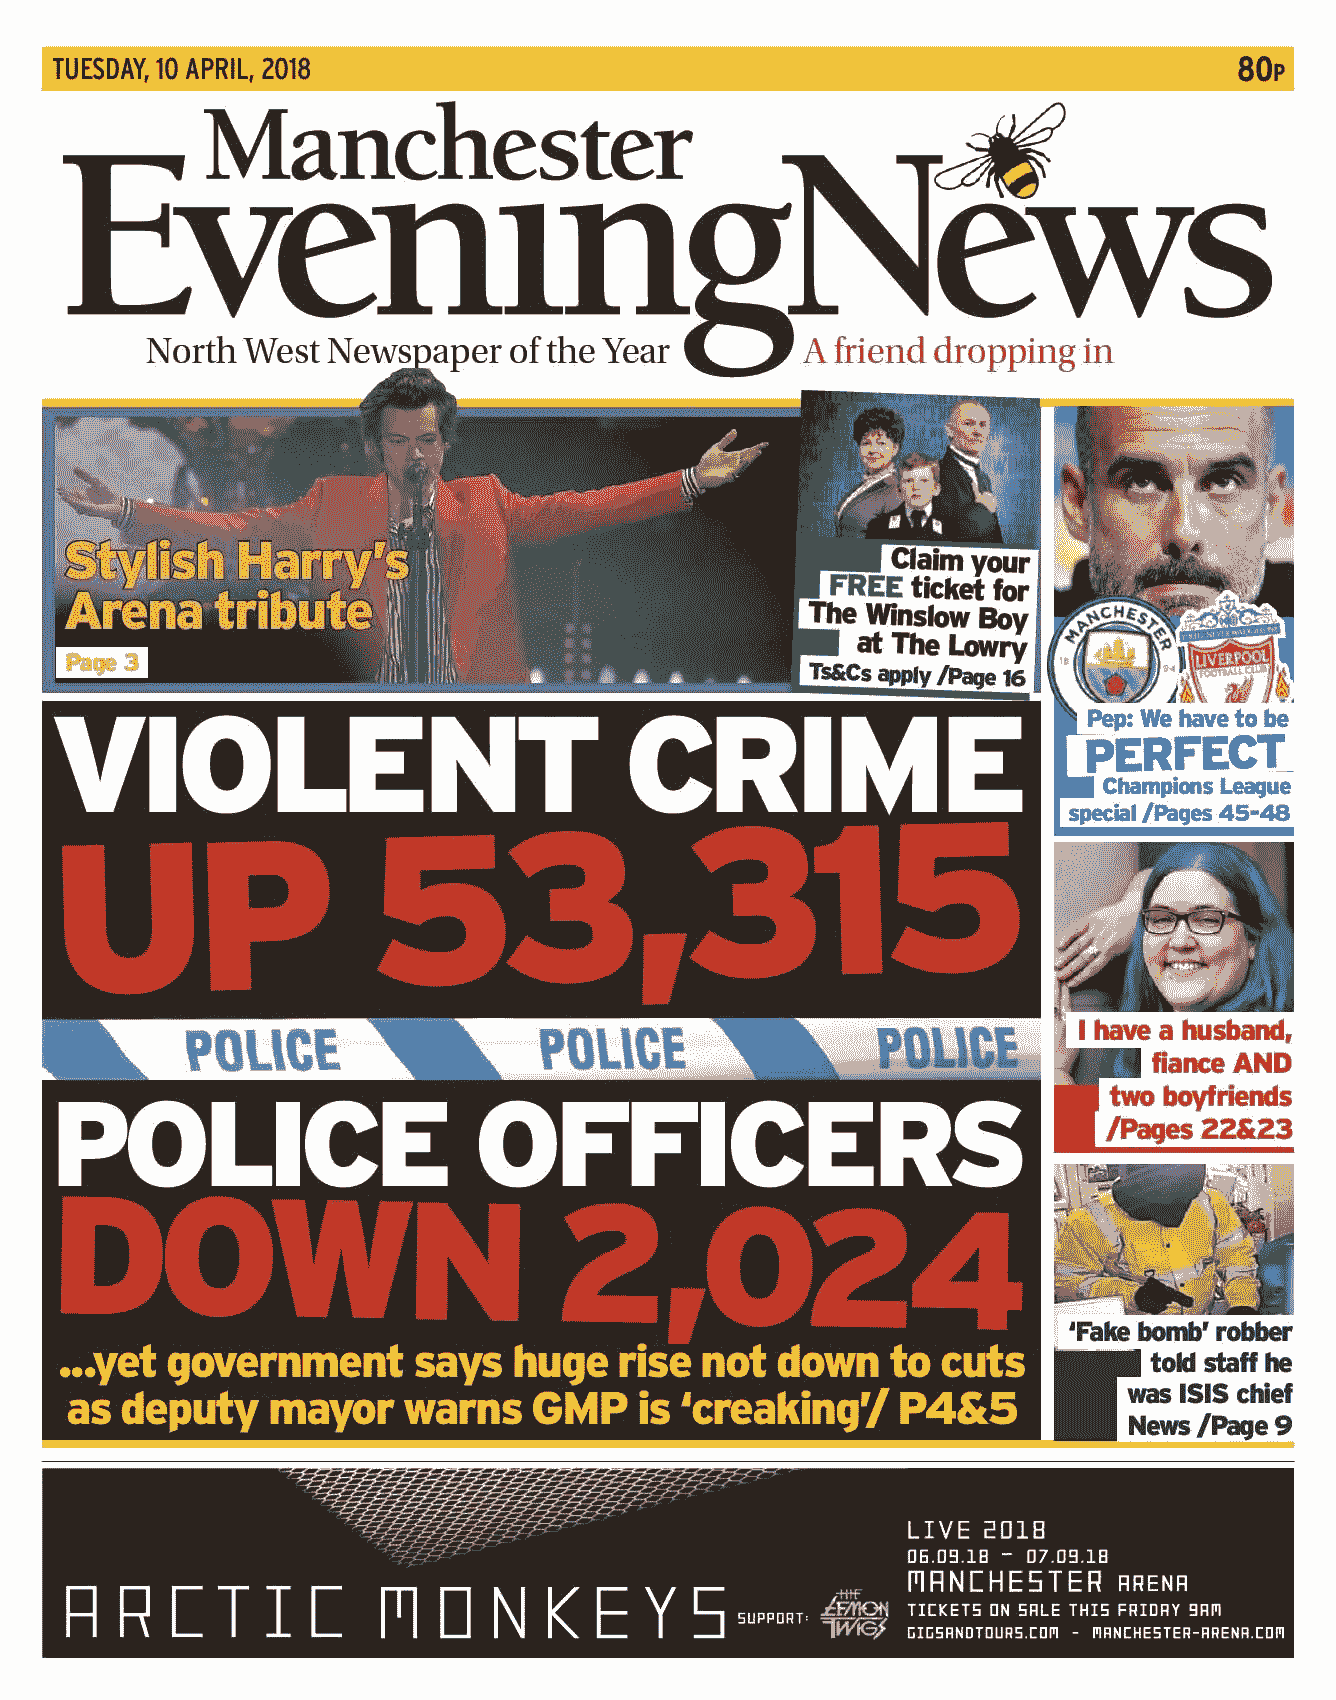 TUESDAY, 10 APRIL, 2018
80P
Manchester
Evening News
North West Newspaper of the Year
A friend dropping in
Stylish Harry's
Arena tribute
Page 3
Claim your
FREE ticket for
The Winslow Boy
at The Lowry
Ts&Cs apply /Page 16
MANCHESTER
18 94
LIVERPOOL
FOOTBALL CLUB
Pep: We have to be
PERFECT
Champions League
special /Pages 45-48
VIOLENT CRIME
UP 53,315
POLICE POLICE POLICE
POLICE OFFICERS
DOWN 2,024
...yet government says huge rise not down to cuts
as deputy mayor warns GMP is 'creaking'/ P4&5
I have a husband,
fiance AND
two boyfriends
/Pages 22&23
'Fake bomb' robber
told staff he
was ISIS chief
News /Page 9
ARCTIC MONKEYS
SUPPORT:
THE
LEMON
TWIGS
LIVE 2018
06.09.18 – 07.09.18
MANCHESTER ARENA
TICKETS ON SALE THIS FRIDAY 9AM
GIGSANDTOURS.COM - MANCHESTER-ARENA.COM